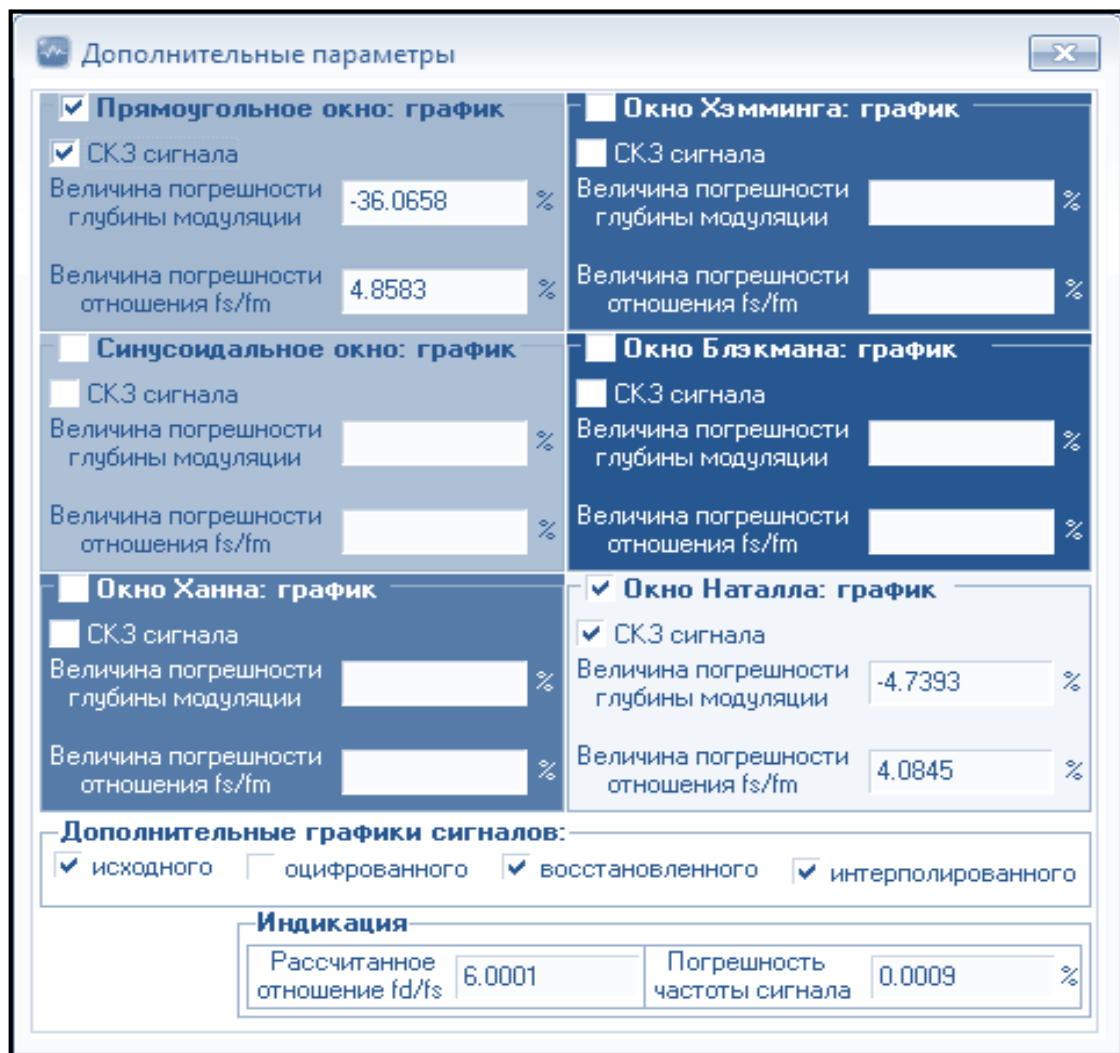 Дополнительные параметры
Прямоугольное окно: график
СКЗ сигнала
Величина погрешности
глубины модуляции
-36.0658
%
Величина погрешности
отношения fs/fm
4.8583
%
Окно Хэмминга: график
СКЗ сигнала
Величина погрешности
глубины модуляции
%
Величина погрешности
отношения fs/fm
%
Синусоидальное окно: график
СКЗ сигнала
Величина погрешности
глубины модуляции
%
Величина погрешности
отношения fs/fm
%
Окно Блэкмана: график
СКЗ сигнала
Величина погрешности
глубины модуляции
%
Величина погрешности
отношения fs/fm
%
Окно Ханна: график
СКЗ сигнала
Величина погрешности
глубины модуляции
%
Величина погрешности
отношения fs/fm
%
Окно Наталла: график
СКЗ сигнала
Величина погрешности
глубины модуляции
-4.7393
%
Величина погрешности
отношения fs/fm
4.0845
%
Дополнительные графики сигналов:
исходного оцифрованного восстановленного интерполированного
Индикация
Рассчитанное
отношение fd/fs
6.0001
Погрешность
частоты сигнала
0.0009
%